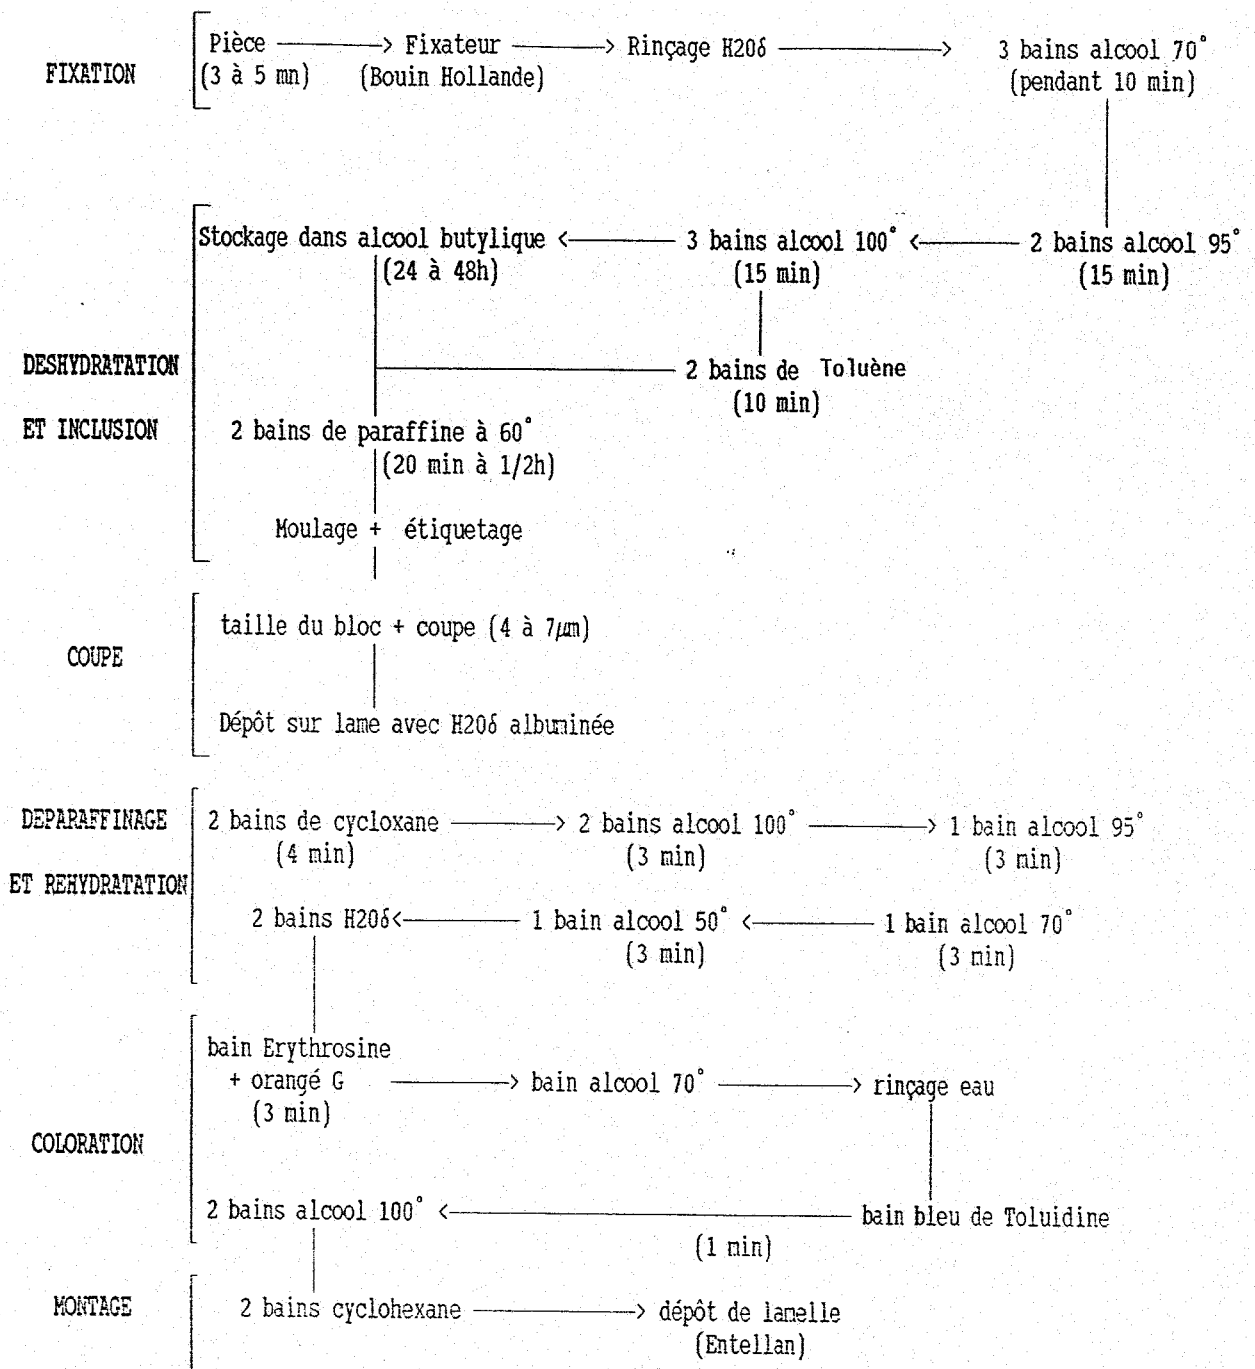 FIXATION
Pièce ———> Fixateur ———> Rinçage H20δ ———> 3 bains alcool 70°
(3 à 5 mn) (Bouin Hollande) (pendant 10 min)
Stockage dans alcool butylique <——— 3 bains alcool 100° <——— 2 bains alcool 95°
(24 à 48h) (15 min) (15 min)
DESHYDRATATION
2 bains de Toluène
(10 min)
ET INCLUSION
2 bains de paraffine à 60°
(20 min à 1/2h)
Moulage + étiquetage
taille du bloc + coupe (4 à 7µm)
COUPE
Dépôt sur lame avec H20δ albuminée
DEPARAFFINAGE
2 bains de cycloxane ———> 2 bains alcool 100° ———> 1 bain alcool 95°
(4 min) (3 min) (3 min)
ET REHYDRATATION
2 bains H20δ<——— 1 bain alcool 50° <——— 1 bain alcool 70°
(3 min) (3 min)
bain Erythrosine
+ orangé G ———> bain alcool 70° ———> rinçage eau
(3 min)
COLORATION
2 bains alcool 100° <——— bain bleu de Toluidine
(1 min)
MONTAGE
2 bains cyclohexane ———> dépôt de lamelle
(Entellan)